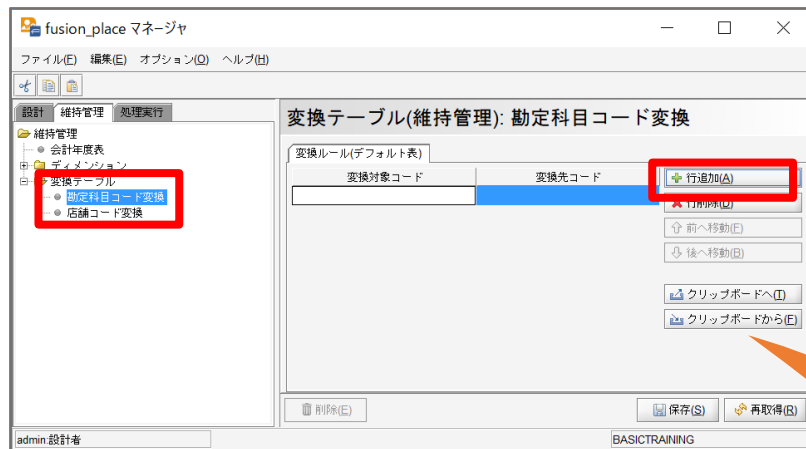 fusion_place マネージャ
ファイル(F) 編集(E) オプション(O) ヘルプ(H)
設計 維持管理 処理実行
維持管理
会計年度表
ディメンション
変換テーブル
勘定科目コード変換
店舗コード変換
変換テーブル(維持管理): 勘定科目コード変換
変換ルール(デフォルト表)
変換対象コード 変換先コード
行追加(A)
行削除(D)
前へ移動(F)
後へ移動(B)
クリップボードへ(T)
クリップボードから(F)
削除(E) 保存(S) 再取得(R)
admin:設計者 BASICTRAINING